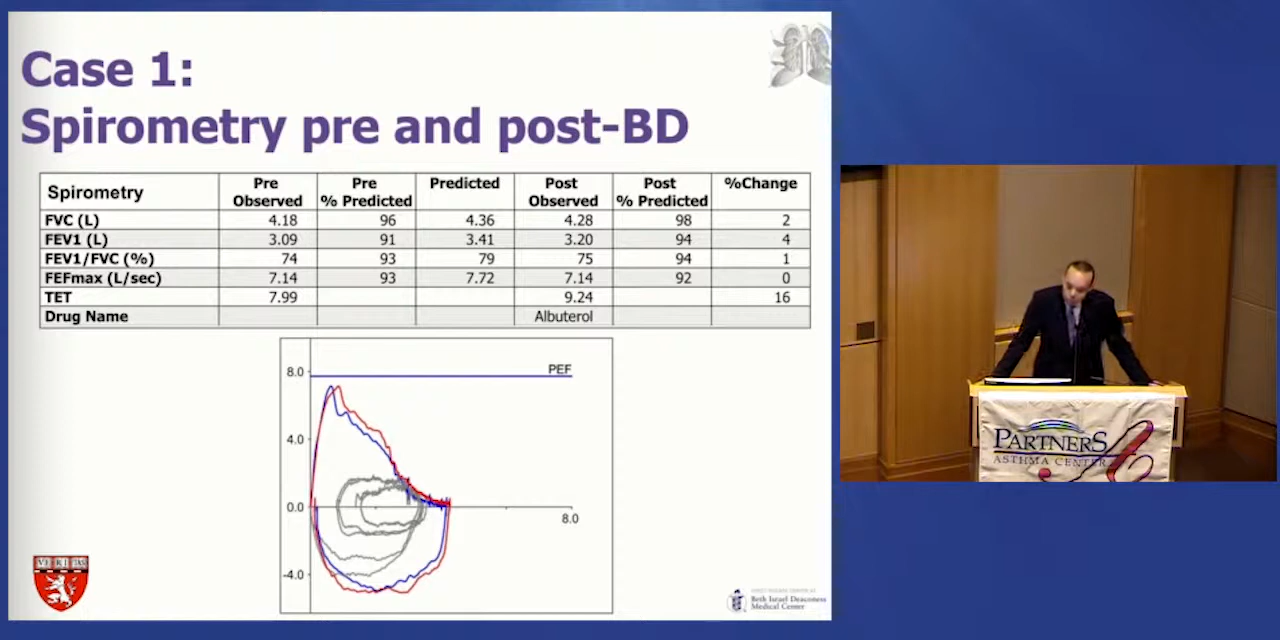 Case 1:
Spirometry pre and post-BD
Spirometry Pre Observed Pre % Predicted Predicted Post Observed Post % Predicted %Change
FVC (L) 4.18 96 4.36 4.28 98 2
FEV1 (L) 3.09 91 3.41 3.20 94 4
FEV1/FVC (%) 74 93 79 75 94 1
FEFmax (L/sec) 7.14 93 7.72 7.14 92 0
TET 7.99 9.24 16
Drug Name Albuterol
8.0 PEF
4.0
0.0
8.0
-4.0
VE RI TAS
Beth Israel Deaconess
Medical Center
PARTNERS
ASTHMA CENTER